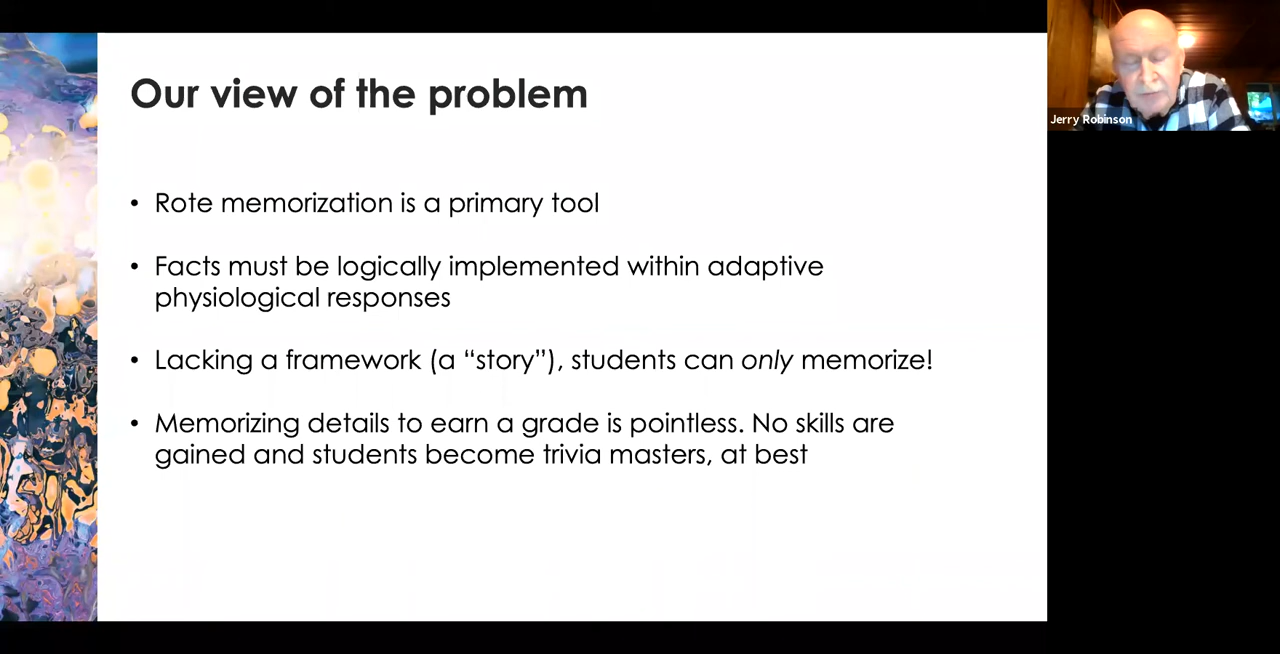 Our view of the problem
• Rote memorization is a primary tool
• Facts must be logically implemented within adaptive
physiological responses
• Lacking a framework (a “story”), students can only memorize!
• Memorizing details to earn a grade is pointless. No skills are
gained and students become trivia masters, at best
Jerry Robinson